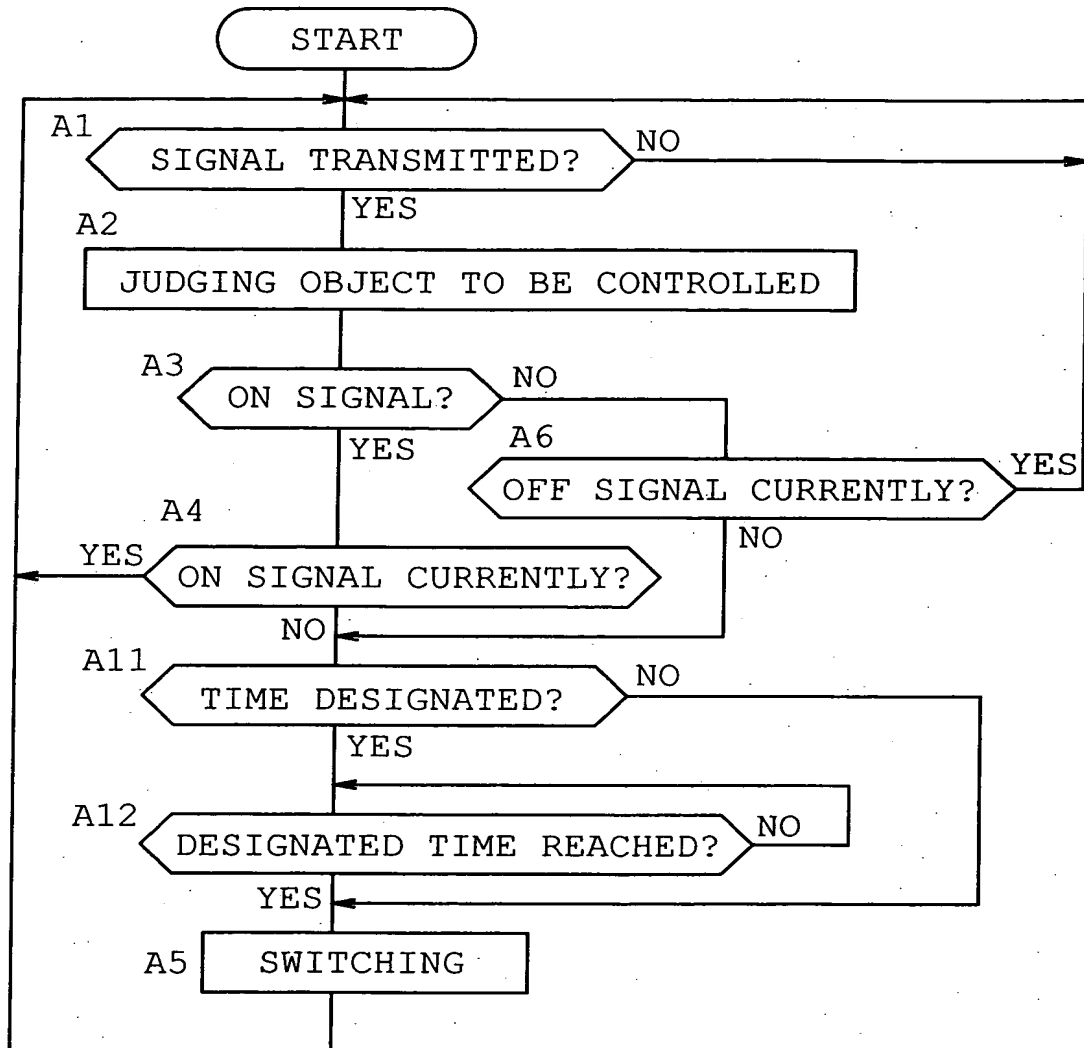 START
A1
SIGNAL TRANSMITTED?
NO
YES
A2
JUDGING OBJECT TO BE CONTROLLED
A3
ON SIGNAL?
NO
YES
A6
OFF SIGNAL CURRENTLY?
YES
NO
A4
YES
ON SIGNAL CURRENTLY?
NO
A11
TIME DESIGNATED?
NO
YES
A12
DESIGNATED TIME REACHED?
NO
YES
A5
SWITCHING